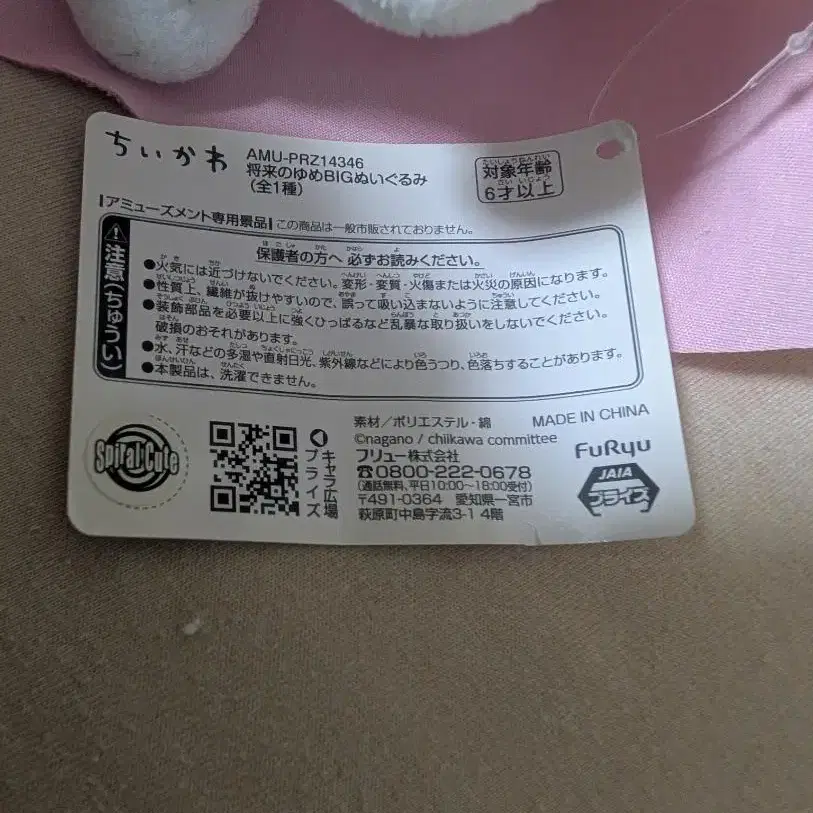 ちいかわ
AMU-PRZ14346
将来のゆめBIGぬいぐるみ
(全1種)
対象年齢
6才以上
アミューズメント専用景品 この商品は一般市販されておりません。
注意(ちゅうい)
保護者の方へ 必ずお読みください。
●火気には近づけないでください。変形・変質・火傷または火災の原因になります。
●性質上、繊維が抜けやすいので、誤って吸い込まないように注意してください。
●装飾部品を必要以上に強くひっぱるなど乱暴な取り扱いをしないでください。
破損のおそれがあります。
●水、汗などの多湿や直射日光、紫外線などにより色うつり、色落ちすることがあります。
●本製品は、洗濯できません。
Spiral Cute
キャラ広場
プライズ
素材/ポリエステル・綿
MADE IN CHINA
©nagano / chiikawa committee
フリュー株式会社
☎0800-222-0678
(通話無料、平日10:00~18:00受付)
〒491-0364 愛知県一宮市
萩原町中島字流3-1 4階
FuRyu
JAIA
プライズ